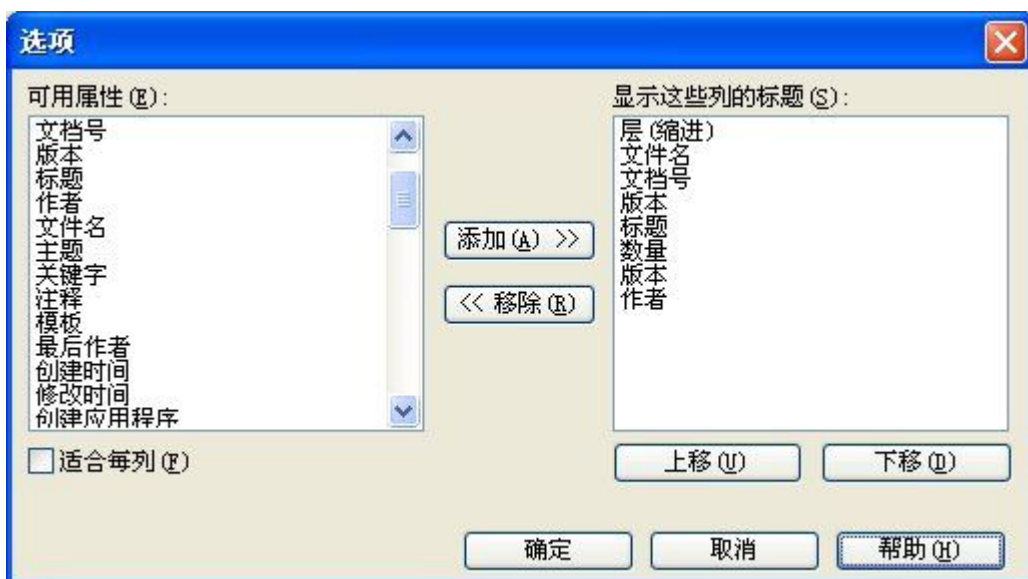 选项
可用属性(E):
文档号
版本
标题
作者
文件名
主题
关键字
注释
模板
最后作者
创建时间
修改时间
创建应用程序
适合每列(F)
添加(A) >>
<< 移除(R)
显示这些列的标题(S):
层(缩进)
文件名
文档号
版本
标题
数量
版本
作者
上移(U)
下移(D)
确定
取消
帮助(H)